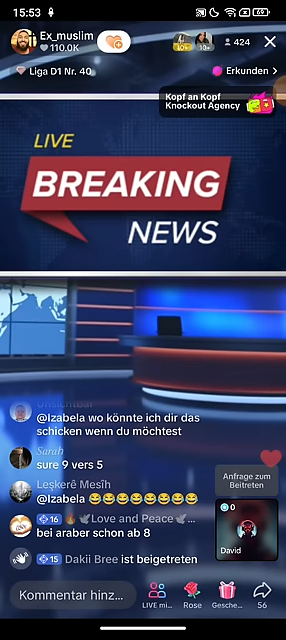 15:53
69
Ex_muslim
110.0K
40+
10+
424
Liga D1 Nr. 40
Erkunden >
Kopf an Kopf
Knockout Agency
LIVE
BREAKING
NEWS
Unsichtbar
@Izabela wo könnte ich dir das
schicken wenn du möchtest
Sarah
sure 9 vers 5
Leşkerê Mesîh
@Izabela 😂😂😂😂😂😂😂😂
16 🔥🕊️Love and Peace 🕊️...
bei araber schon ab 8
15 Dakii Bree ist beigetreten
Anfrage zum
Beitreten
0
David
Kommentar hinz...
LIVE mi...
Rose
Gesche...
56